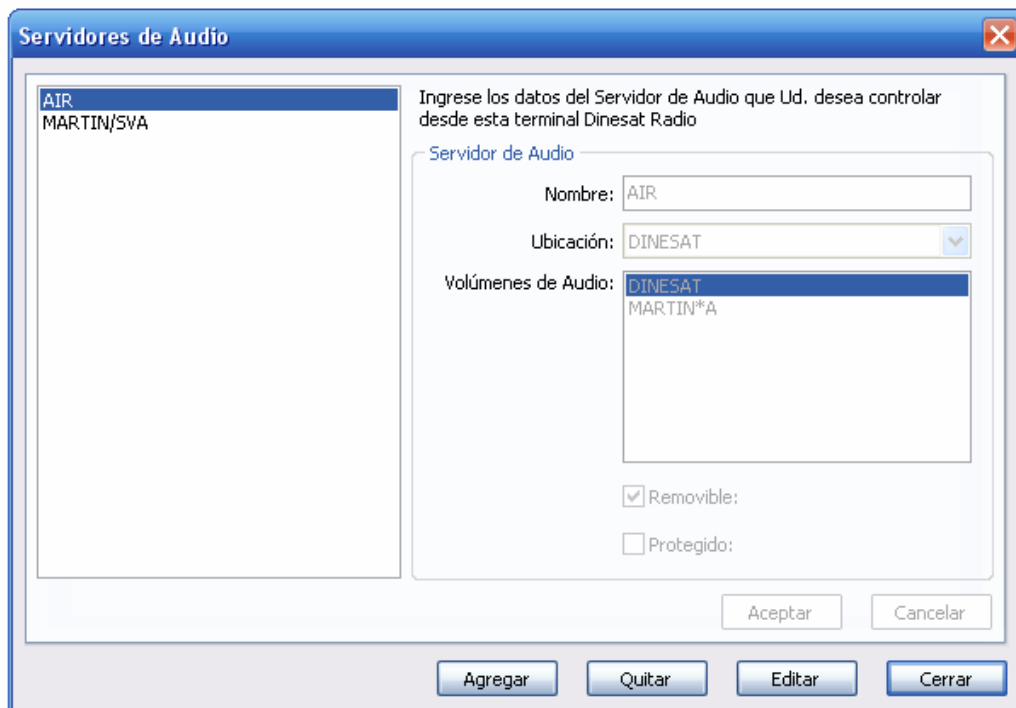 Servidores de Audio
AIR
MARTIN/SVA
Ingrese los datos del Servidor de Audio que Ud. desea controlar
desde esta terminal Dinesat Radio
Servidor de Audio
Nombre: AIR
Ubicación: DINESAT
Volúmenes de Audio: DINESAT
MARTIN*A
Removible:
Protegido:
Aceptar Cancelar
Agregar Quitar Editar Cerrar